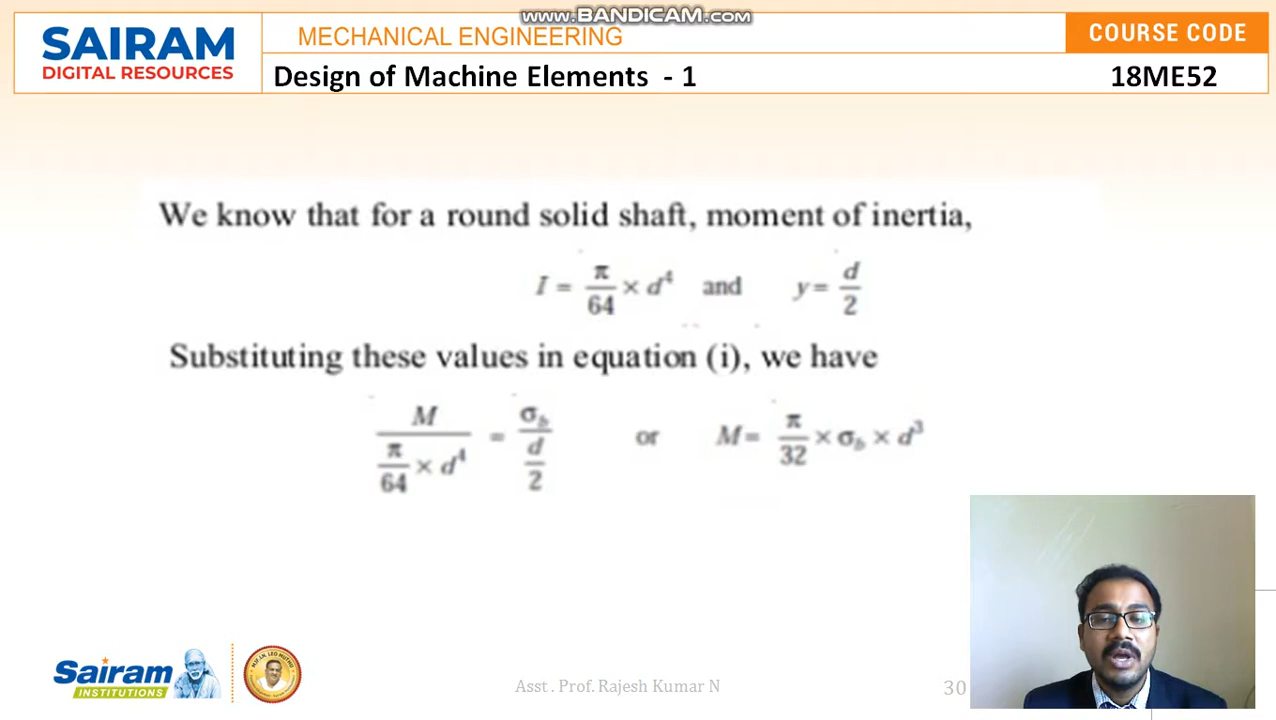 www.BANDICAM.com
SAIRAM
DIGITAL RESOURCES
MECHANICAL ENGINEERING
COURSE CODE
Design of Machine Elements - 1
18ME52
We know that for a round solid shaft, moment of inertia,
I = π/64 × d⁴ and y = d/2
Substituting these values in equation (i), we have
M / (π/64 × d⁴) = σ_b / (d/2) or M = π/32 × σ_b × d³
Sairam
INSTITUTIONS
Asst . Prof. Rajesh Kumar N
30